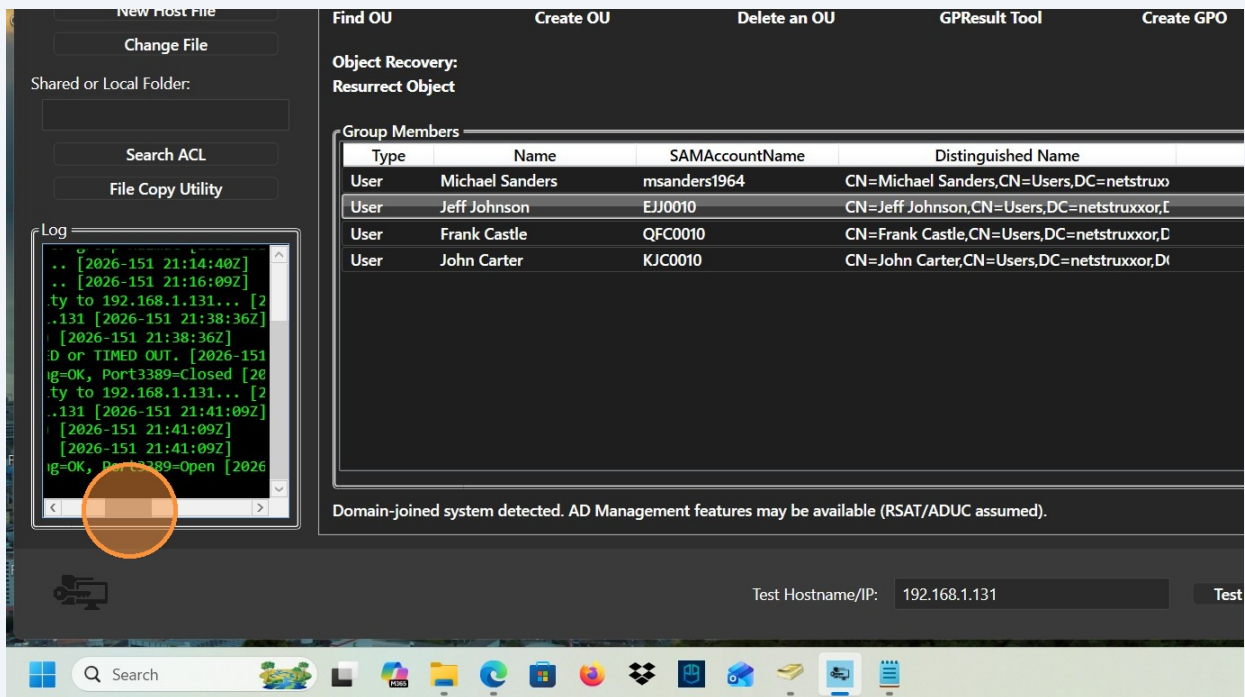 New Host File
Change File
Shared or Local Folder:
Search ACL
File Copy Utility
Log
.. [2026-151 21:14:40Z]
.. [2026-151 21:16:09Z]
ty to 192.168.1.131... [2
.131 [2026-151 21:38:36Z]
[2026-151 21:38:36Z]
D or TIMED OUT. [2026-151
g=OK, Port3389=Closed [20
ty to 192.168.1.131... [2
.131 [2026-151 21:41:09Z]
[2026-151 21:41:09Z]
[2026-151 21:41:09Z]
g=OK, Port3389=Open [2026
Find OU Create OU Delete an OU GPResult Tool Create GPO
Object Recovery:
Resurrect Object
Group Members
Type Name SAMAccountName Distinguished Name
User Michael Sanders msanders1964 CN=Michael Sanders,CN=Users,DC=netstruxx
User Jeff Johnson EJJ0010 CN=Jeff Johnson,CN=Users,DC=netstruxxor,D
User Frank Castle QFC0010 CN=Frank Castle,CN=Users,DC=netstruxxor,D
User John Carter KJC0010 CN=John Carter,CN=Users,DC=netstruxxor,D
Domain-joined system detected. AD Management features may be available (RSAT/ADUC assumed).
Test Hostname/IP: 192.168.1.131 Test
Search
M365